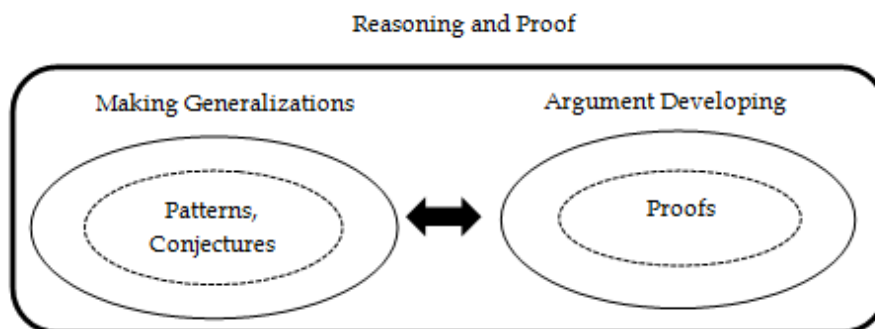 Reasoning and Proof
Making Generalizations
Argument Developing
Patterns,
Conjectures
Proofs